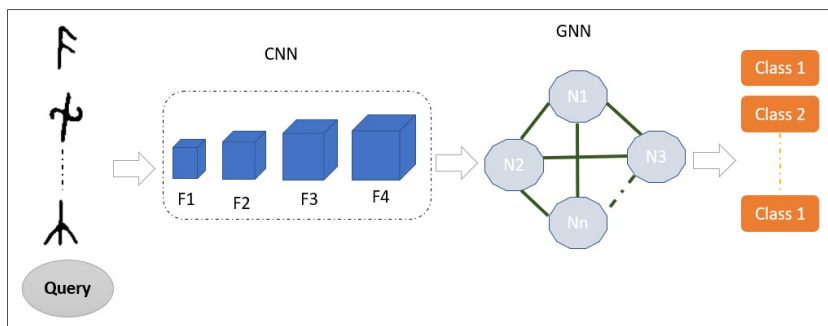 CNN
GNN
F1
F2
F3
F4
N1
N2
N3
Nn
Class 1
Class 2
Class 1
Query